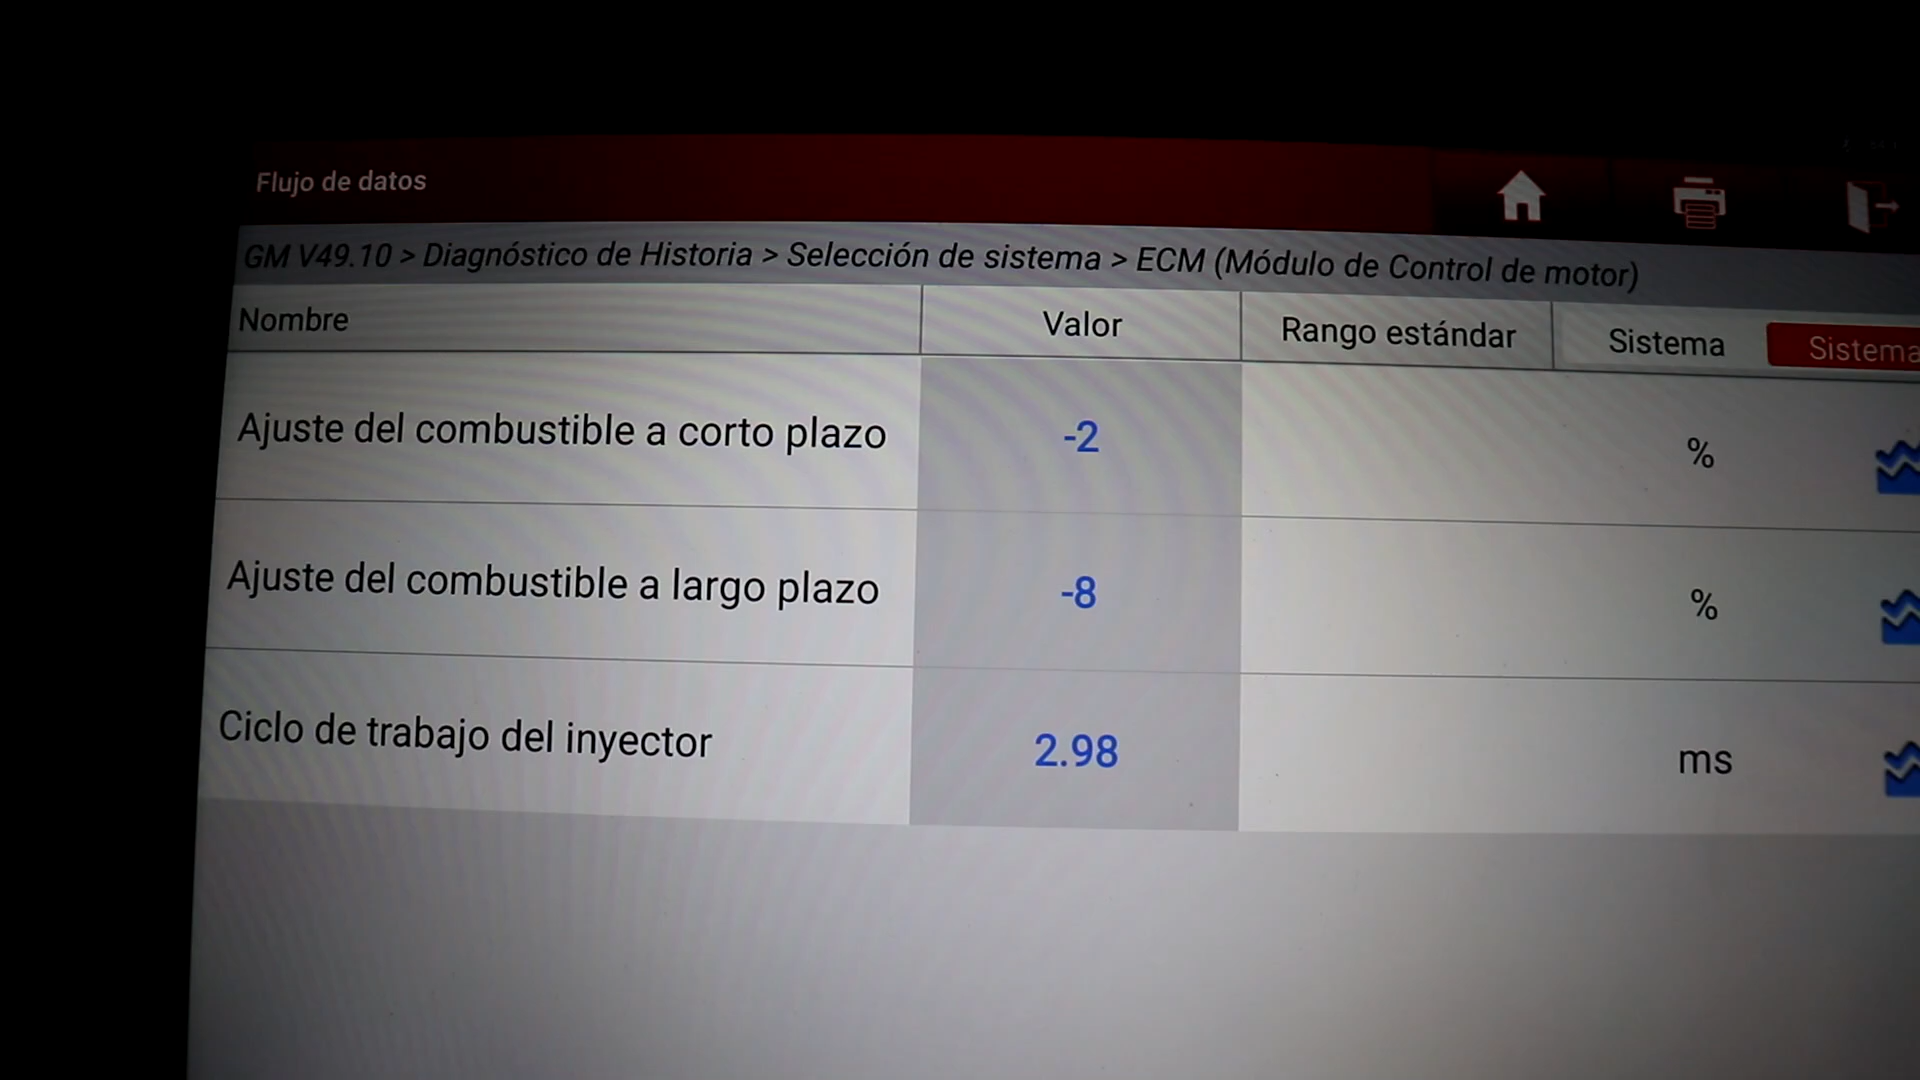 Flujo de datos
GM V49.10 > Diagnóstico de Historia > Selección de sistema > ECM (Módulo de Control de motor)
Nombre Valor Rango estándar Sistema Sistema
Ajuste del combustible a corto plazo -2 %
Ajuste del combustible a largo plazo -8 %
Ciclo de trabajo del inyector 2.98 ms